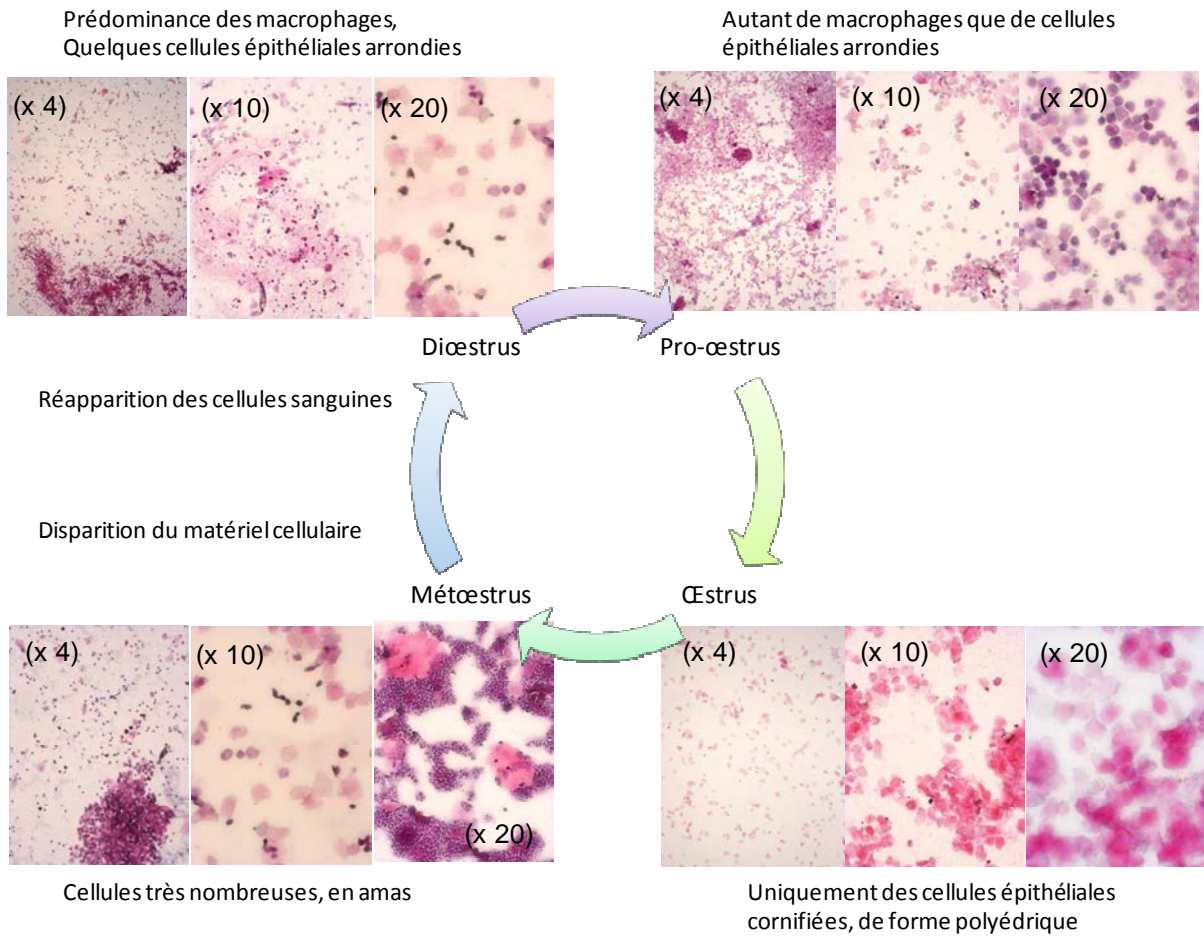 Prédominance des macrophages,
Quelques cellules épithéliales arrondies
Autant de macrophages que de cellules
épithéliales arrondies
(x 4)
(x 10)
(x 20)
(x 4)
(x 10)
(x 20)
Diœstrus
Pro-œstrus
Réapparition des cellules sanguines
Disparition du matériel cellulaire
Métœstrus
Œstrus
(x 4)
(x 10)
(x 20)
(x 4)
(x 10)
(x 20)
Cellules très nombreuses, en amas
Uniquement des cellules épithéliales
cornifiées, de forme polyédrique